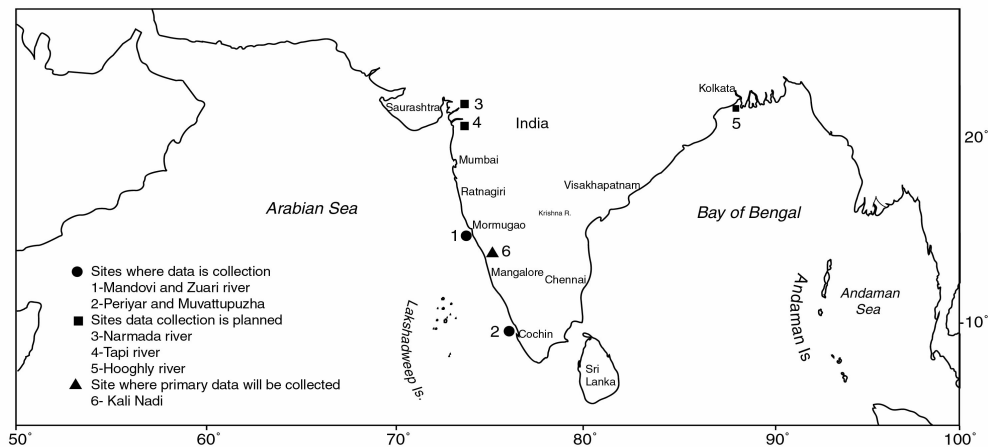 Kolkata
Saurashtra
3
4
5
India
20°
Mumbai
Visakhapatnam
Ratnagiri
Arabian Sea
Krishna R.
Bay of Bengal
Mormugao
1
6
Sites where data is collection
1-Mandovi and Zuari river
2-Periyar and Muvattupuzha
Sites data collection is planned
3-Narmada river
4-Tapi river
5-Hooghly river
Site where primary data will be collected
6- Kali Nadi
Mangalore
Chennai
Lakshadweep Is.
Andaman Is
Andaman
Sea
10°
2
Cochin
Sri
Lanka
50°
60°
70°
80°
90°
100°